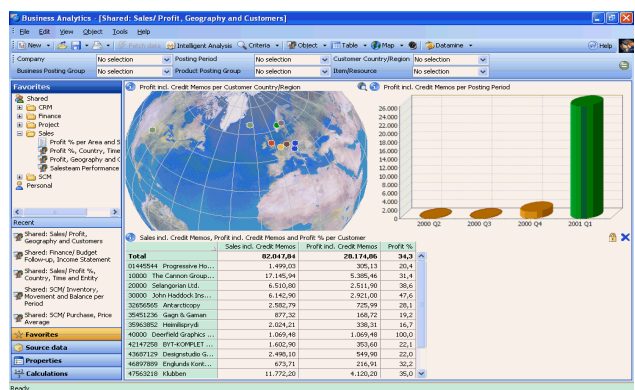 Business Analytics - [Shared: Sales/ Profit, Geography and Customers]
File Edit View Object Tools Help
New Fetch data Intelligent Analysis Criteria Object Table Map Datamine Help
Company No selection Posting Period No selection Customer Country/Region No selection
Business Posting Group No selection Product Posting Group No selection Item/Resource No selection
Favorites
Shared
CRM
Finance
Project
Sales
Profit % per Area and S
Profit %, Country, Time
Profit, Geography and C
Salesteam Performance
SCM
Personal
Recent
Shared: Sales/ Profit,
Geography and Customers
Shared: Finance/ Budget
Follow-up, Income Statement
Shared: Sales/ Profit %,
Country, Time and Entity
Shared: SCM/ Inventory,
Movement and Balance per
Period
Shared: SCM/ Purchase, Price
Average
Favorites
Source data
Properties
Calculations
Ready
Profit incl. Credit Memos per Customer Country/Region
Profit incl. Credit Memos per Posting Period
26.000
24.000
22.000
20.000
18.000
16.000
14.000
12.000
10.000
8.000
6.000
4.000
2.000
0
2000 Q2 2000 Q3 2000 Q4 2001 Q1
Sales incl. Credit Memos, Profit incl. Credit Memos and Profit % per Customer
Sales incl. Credit Memos Profit incl. Credit Memos Profit %
Total 82.047,84 28.174,86 34,3
01445544 Progressive Ho... 1.499,03 305,13 20,4
10000 The Cannon Group... 17.145,94 5.385,46 31,4
20000 Selangorian Ltd. 6.510,80 2.511,90 38,6
30000 John Haddock Ins... 6.142,90 2.921,00 47,6
32656565 Antarcticopy 2.582,79 725,99 28,1
35451236 Gagn & Gaman 877,32 168,72 19,2
35963852 Heimilisprydi 2.024,21 338,31 16,7
40000 Deerfield Graphics ... 1.069,48 1.069,48 100,0
42147258 BYT-KOMPLET ... 1.602,90 353,60 22,1
43687129 Designstudio G... 2.498,10 549,90 22,0
46897889 Englunds Kont... 673,71 216,91 32,2
47563218 Klubben 11.772,20 4.120,20 35,0